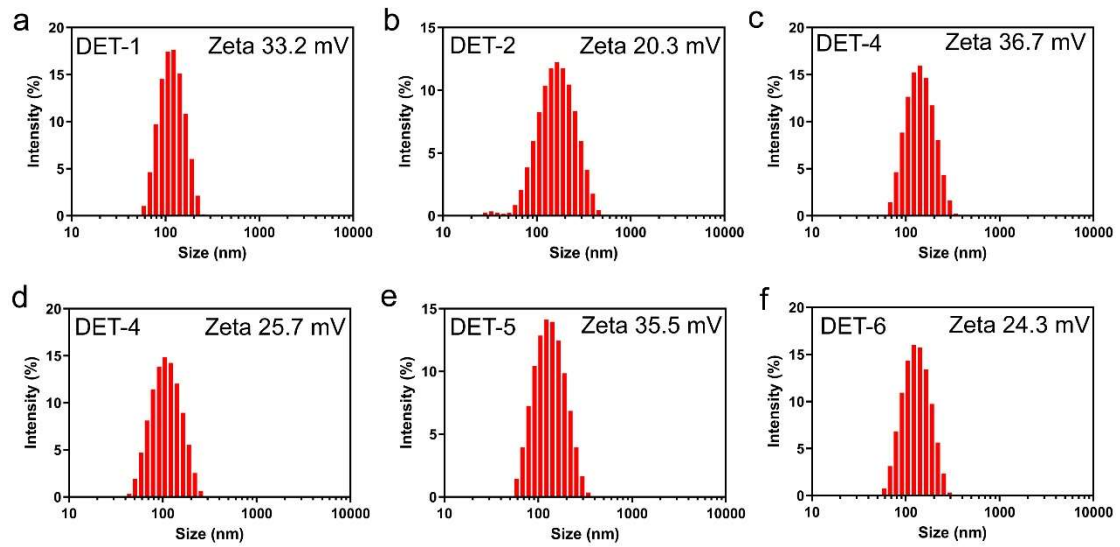 a
DET-1 Zeta 33.2 mV
20
15
10
5
0
Intensity (%)
10 100 1000 10000
Size (nm)
b
DET-2 Zeta 20.3 mV
15
10
5
0
Intensity (%)
10 100 1000 10000
Size (nm)
c
DET-4 Zeta 36.7 mV
20
15
10
5
0
Intensity (%)
10 100 1000 10000
Size (nm)
d
DET-4 Zeta 25.7 mV
20
15
10
5
0
Intensity (%)
10 100 1000 10000
Size (nm)
e
DET-5 Zeta 35.5 mV
15
10
5
0
Intensity (%)
10 100 1000 10000
Size (nm)
f
DET-6 Zeta 24.3 mV
20
15
10
5
0
Intensity (%)
10 100 1000 10000
Size (nm)